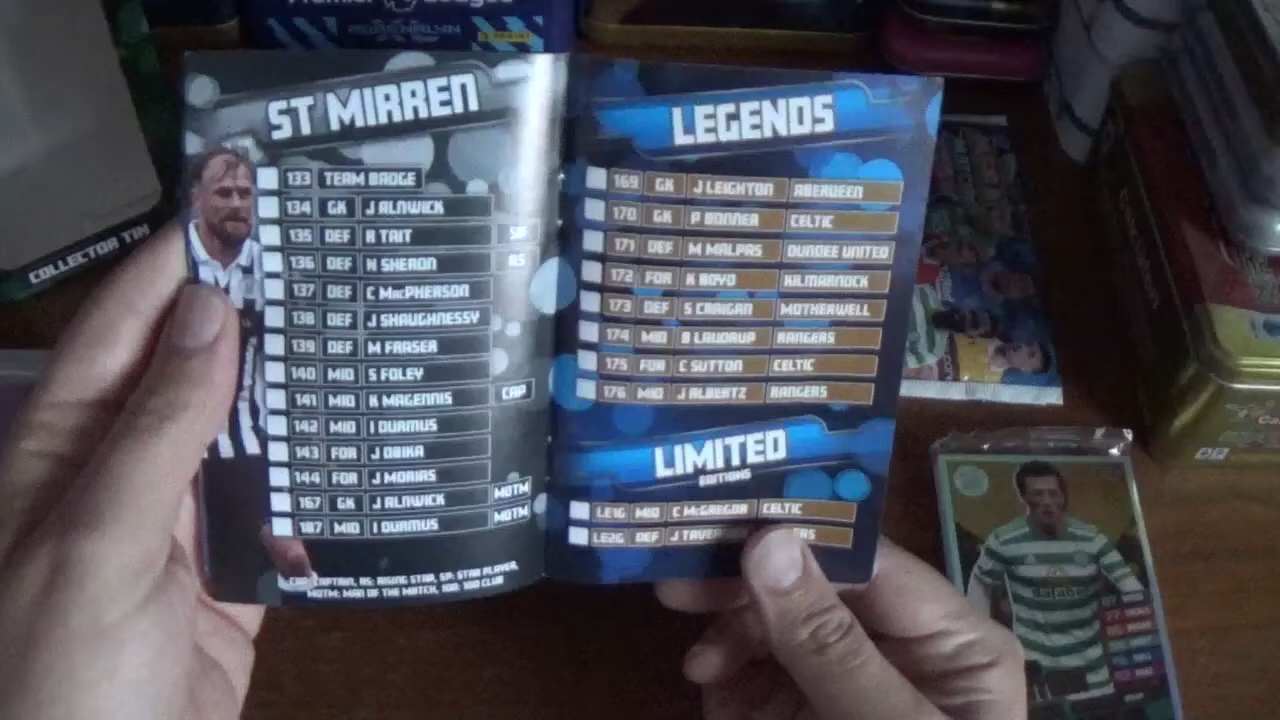 COLLECTOR TIN
PANINI
ST MIRREN
133 TEAM BADGE
134 GK J ALNWICK
135 DEF R TAIT SP
136 DEF N SHERON RS
137 DEF C MacPHERSON
138 DEF J SHAUGHNESSY
139 DEF M FRASER
140 MID S FOLEY
141 MID K MAGENNIS CAP
142 MID I DURMUS
143 FOR J OBIKA
144 FOR J MORIAS
167 GK J ALNWICK MOTM
187 MID I DURMUS MOTM
CAP: CAPTAIN, RS: RISING STAR, SP: STAR PLAYER,
MOTM: MAN OF THE MATCH, 100: 100 CLUB
LEGENDS
169 GK J LEIGHTON ABERDEEN
170 GK P BONNER CELTIC
171 DEF M MALPAS DUNDEE UNITED
172 FOR K BOYD KILMARNOCK
173 DEF S CRAIGAN MOTHERWELL
174 MID B LAUDRUP RANGERS
175 FOR C SUTTON CELTIC
176 MID J ALBERTZ RANGERS
LIMITED
EDITIONS
LE1G MID C McGREGOR CELTIC
LE2G DEF J TAVER ERS
dafabet